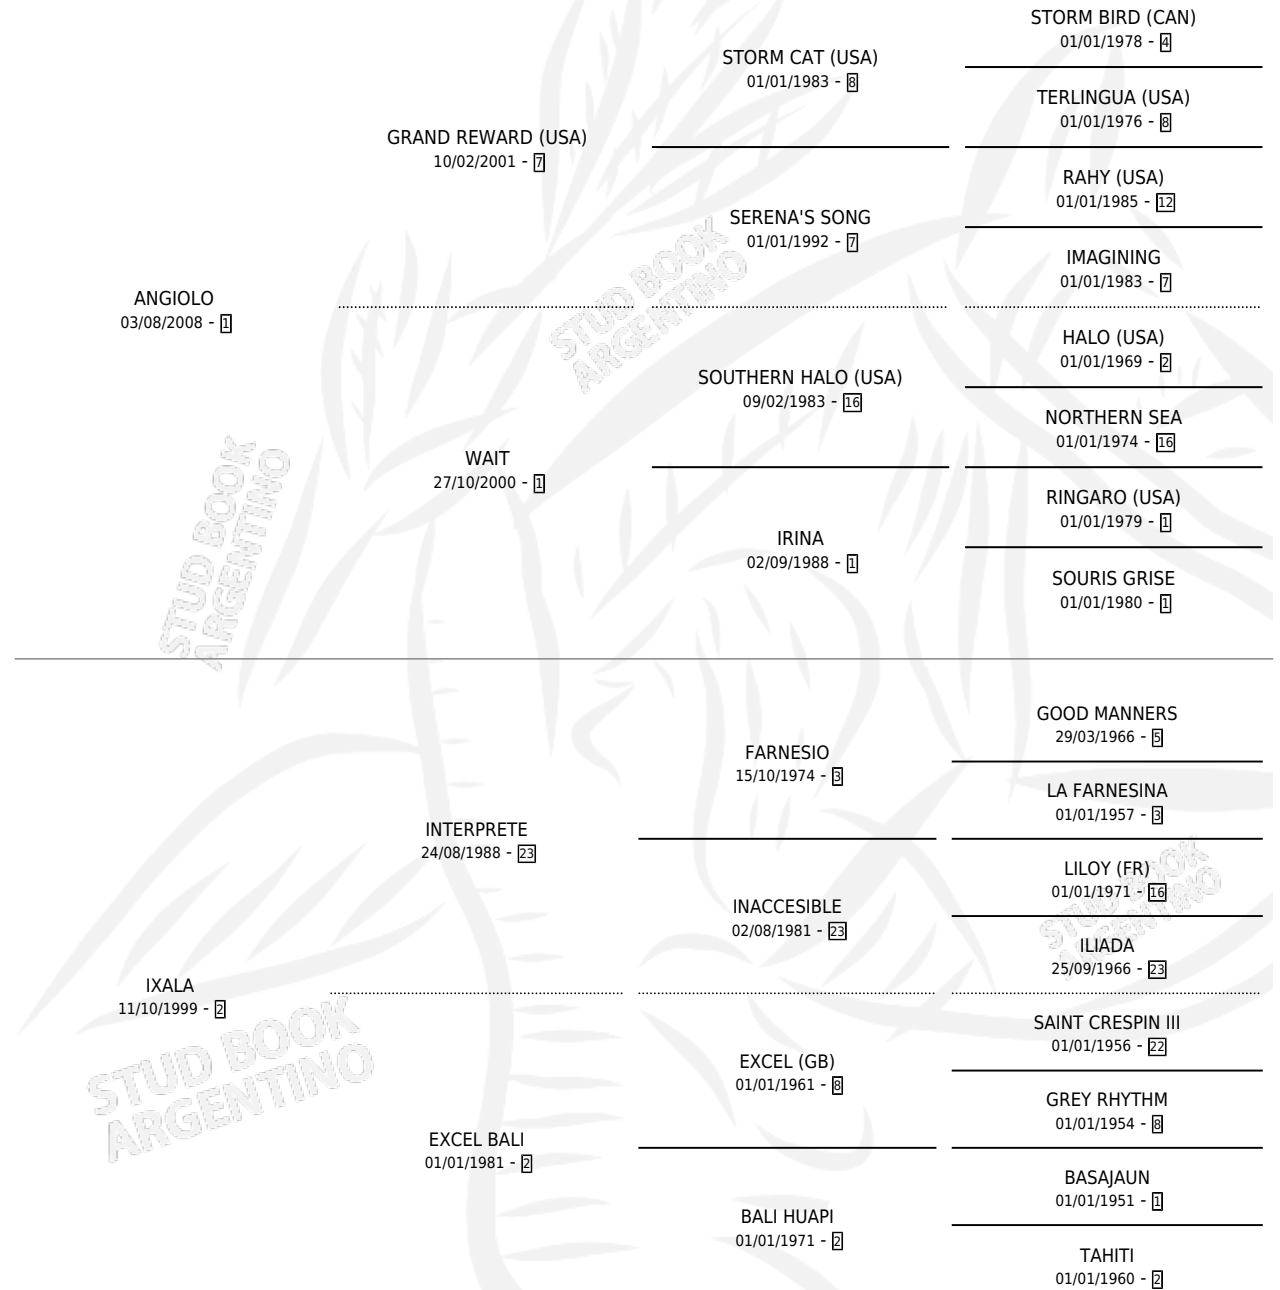 STORM BIRD (CAN)
01/01/1978 - 4
STORM CAT (USA)
01/01/1983 - 8
TERLINGUA (USA)
01/01/1976 - 8
GRAND REWARD (USA)
10/02/2001 - 7
RAHY (USA)
01/01/1985 - 12
SERENA'S SONG
01/01/1992 - 7
IMAGINING
01/01/1983 - 7
ANGIOLO
03/08/2008 - 1
HALO (USA)
01/01/1969 - 2
SOUTHERN HALO (USA)
09/02/1983 - 16
NORTHERN SEA
01/01/1974 - 16
WAIT
27/10/2000 - 1
RINGARO (USA)
01/01/1979 - 1
IRINA
02/09/1988 - 1
SOURIS GRISE
01/01/1980 - 1
STUD BOOK
ARGENTINO
STUD BOOK
ARGENTINO
GOOD MANNERS
29/03/1966 - 5
FARNESIO
15/10/1974 - 3
LA FARNESINA
01/01/1957 - 3
INTERPRETE
24/08/1988 - 23
LILOY (FR)
01/01/1971 - 16
INACCESIBLE
02/08/1981 - 23
ILIADA
25/09/1966 - 23
IXALA
11/10/1999 - 2
SAINT CRESPIN III
01/01/1956 - 22
EXCEL (GB)
01/01/1961 - 8
GREY RHYTHM
01/01/1954 - 8
EXCEL BALI
01/01/1981 - 2
BASAJAUN
01/01/1951 - 1
BALI HUAPI
01/01/1971 - 2
TAHITI
01/01/1960 - 2
STUD BOOK
ARGENTINO
STUD BOOK
ARGENTINO